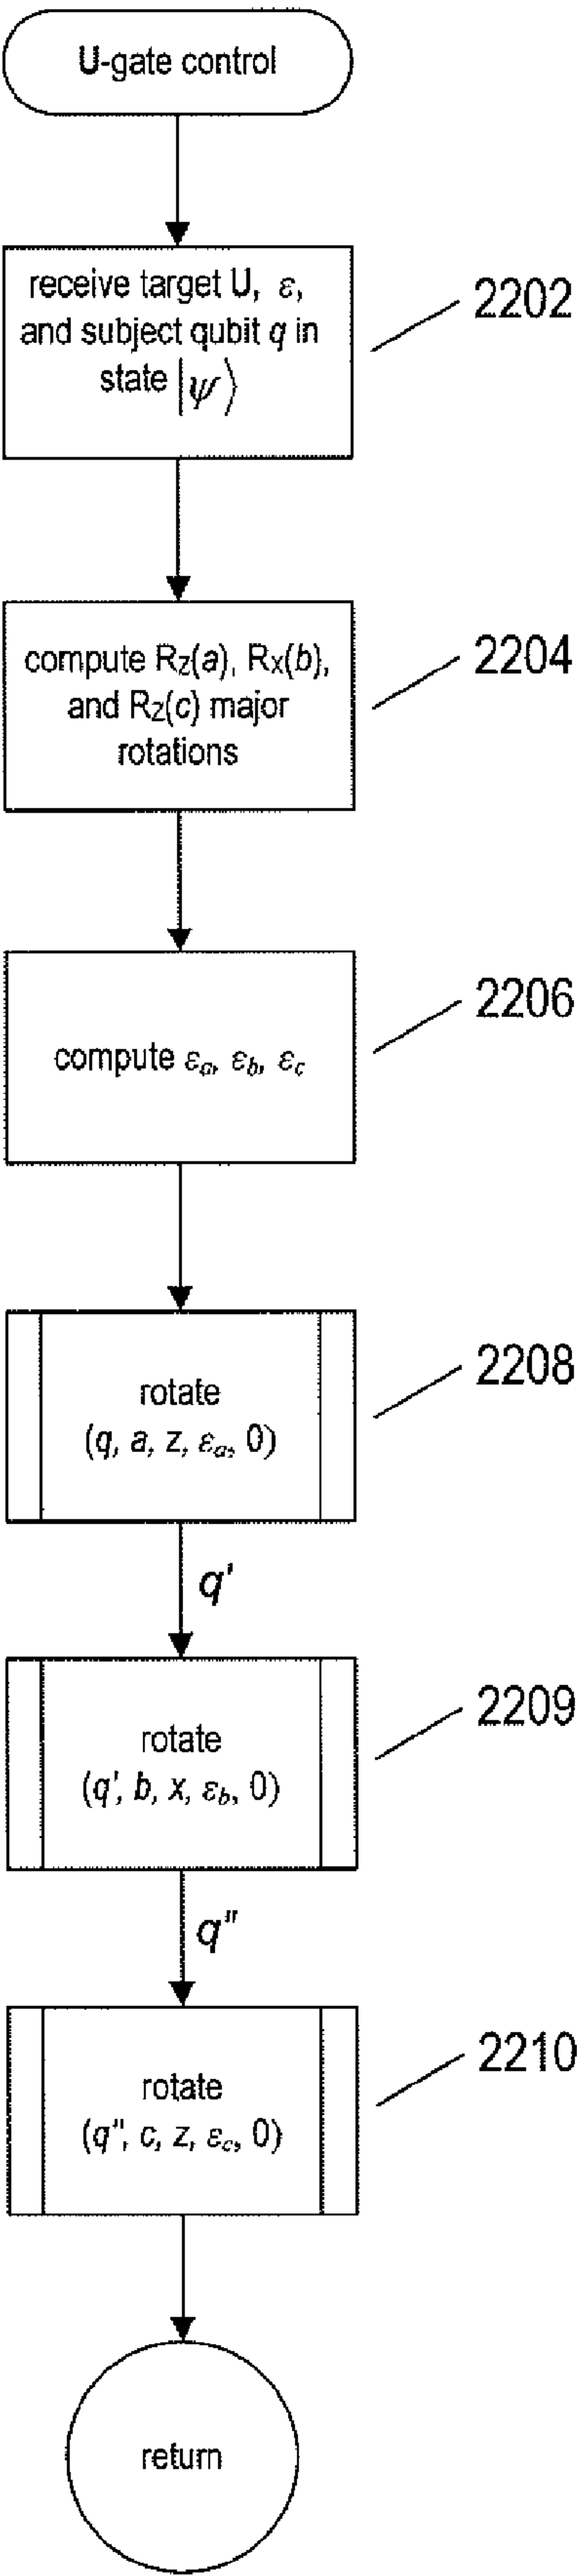 U-gate control
receive target U, ε,
and subject qubit q in
state |ψ⟩
2202
compute Rz(a), Rx(b),
and Rz(c) major
rotations
2204
compute εa, εb, εc
2206
rotate
(q, a, z, εa, 0)
2208
q'
rotate
(q', b, x, εb, 0)
2209
q"
rotate
(q", c, z, εc, 0)
2210
return